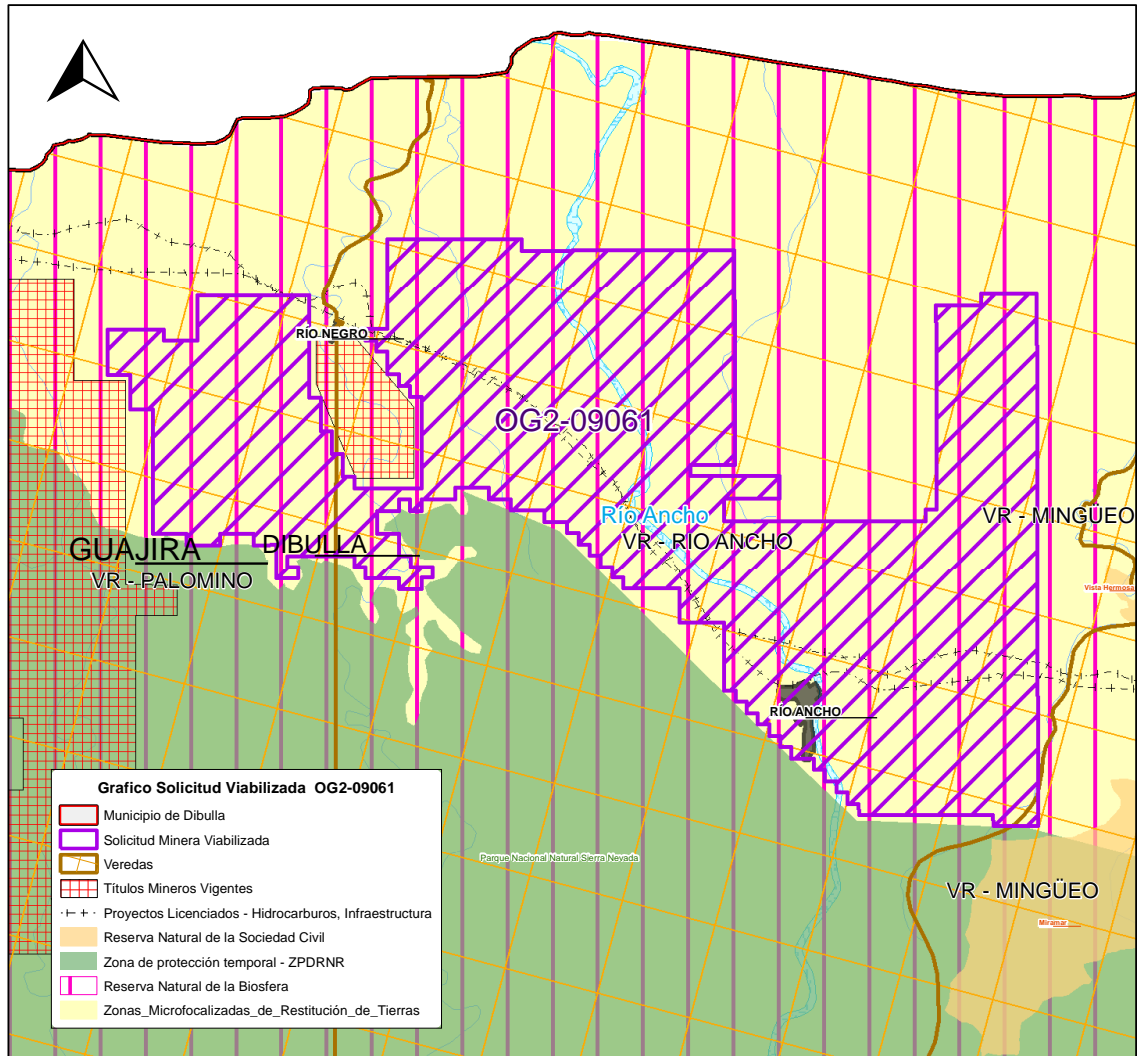 RÍO NEGRO
OG2-09061
Río Ancho
VR - MINGÜEO
VR - RIO ANCHO
GUAJIRA
DIBULLA
VR - PALOMINO
Vista Hermosa
RÍO ANCHO
Parque Nacional Natural Sierra Nevada
VR - MINGÜEO
Miramar
Grafico Solicitud Viabilizada OG2-09061
Municipio de Dibulla
Solicitud Minera Viabilizada
Veredas
Títulos Mineros Vigentes
Proyectos Licenciados - Hidrocarburos, Infraestructura
Reserva Natural de la Sociedad Civil
Zona de protección temporal - ZPDRNR
Reserva Natural de la Biosfera
Zonas_Microfocalizadas_de_Restitución_de_Tierras